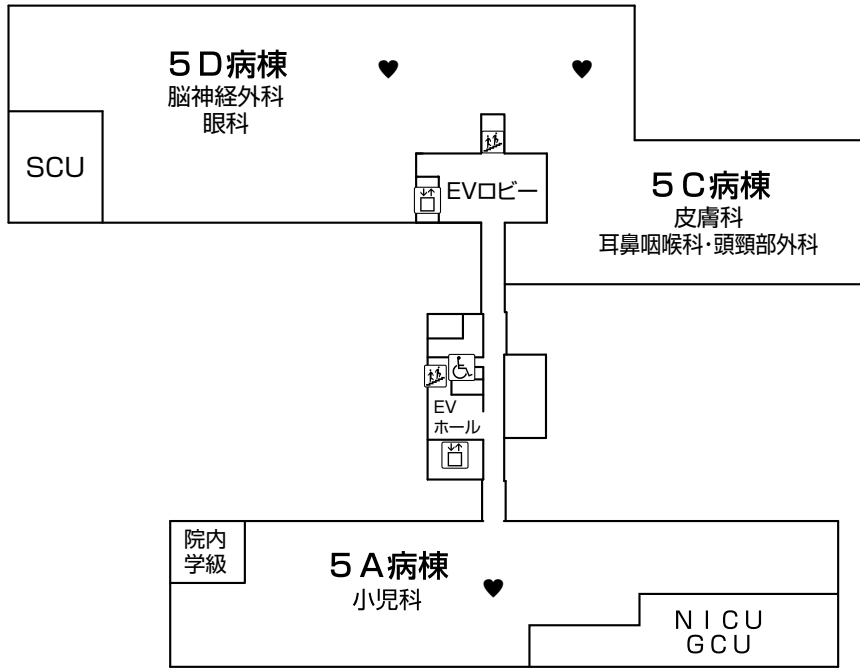 5D病棟
脳神経外科
眼科
SCU
EVロビー
5C病棟
皮膚科
耳鼻咽喉科・頭頸部外科
EV
ホール
院内
学級
5A病棟
小児科
NICU
GCU